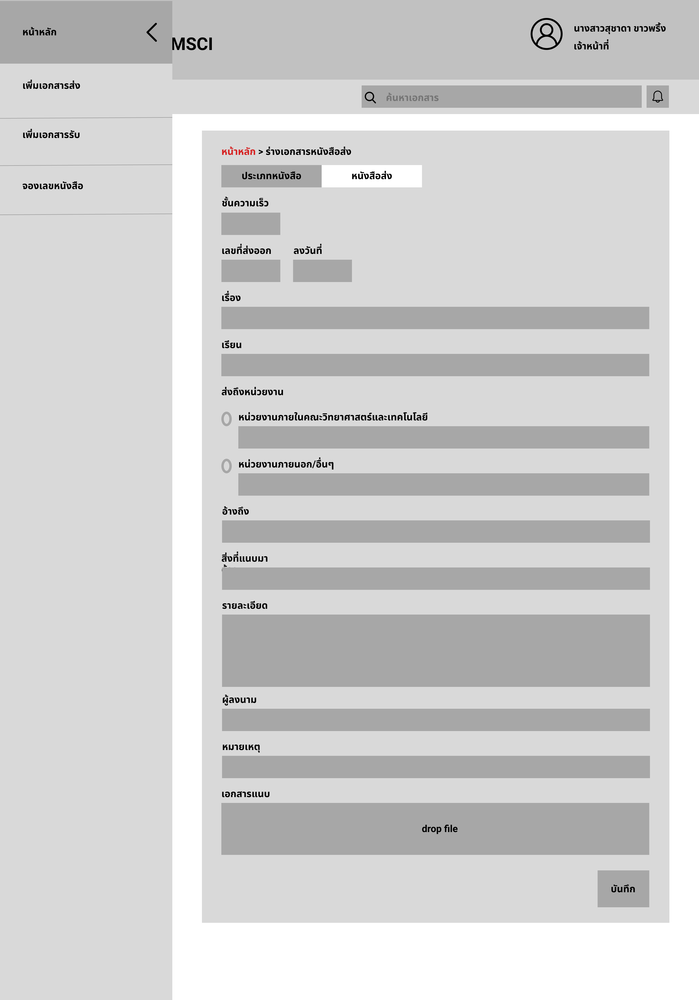 หน้าหลัก
MSCI
นางสาวสุชาดา ขาวพริ้ง
เจ้าหน้าที่
เพิ่มเอกสารส่ง
เพิ่มเอกสารรับ
จองเลขหนังสือ
ค้นหาเอกสาร
หน้าหลัก > ร่างเอกสารหนังสือส่ง
ประเภทหนังสือ หนังสือส่ง
ชั้นความเร็ว
เลขที่ส่งออก ลงวันที่
เรื่อง
เรียน
ส่งถึงหน่วยงาน
หน่วยงานภายในคณะวิทยาศาสตร์และเทคโนโลยี
หน่วยงานภายนอก/อื่นๆ
อ้างถึง
สิ่งที่แนบมา
รายละเอียด
ผู้ลงนาม
หมายเหตุ
เอกสารแนบ
drop file
บันทึก